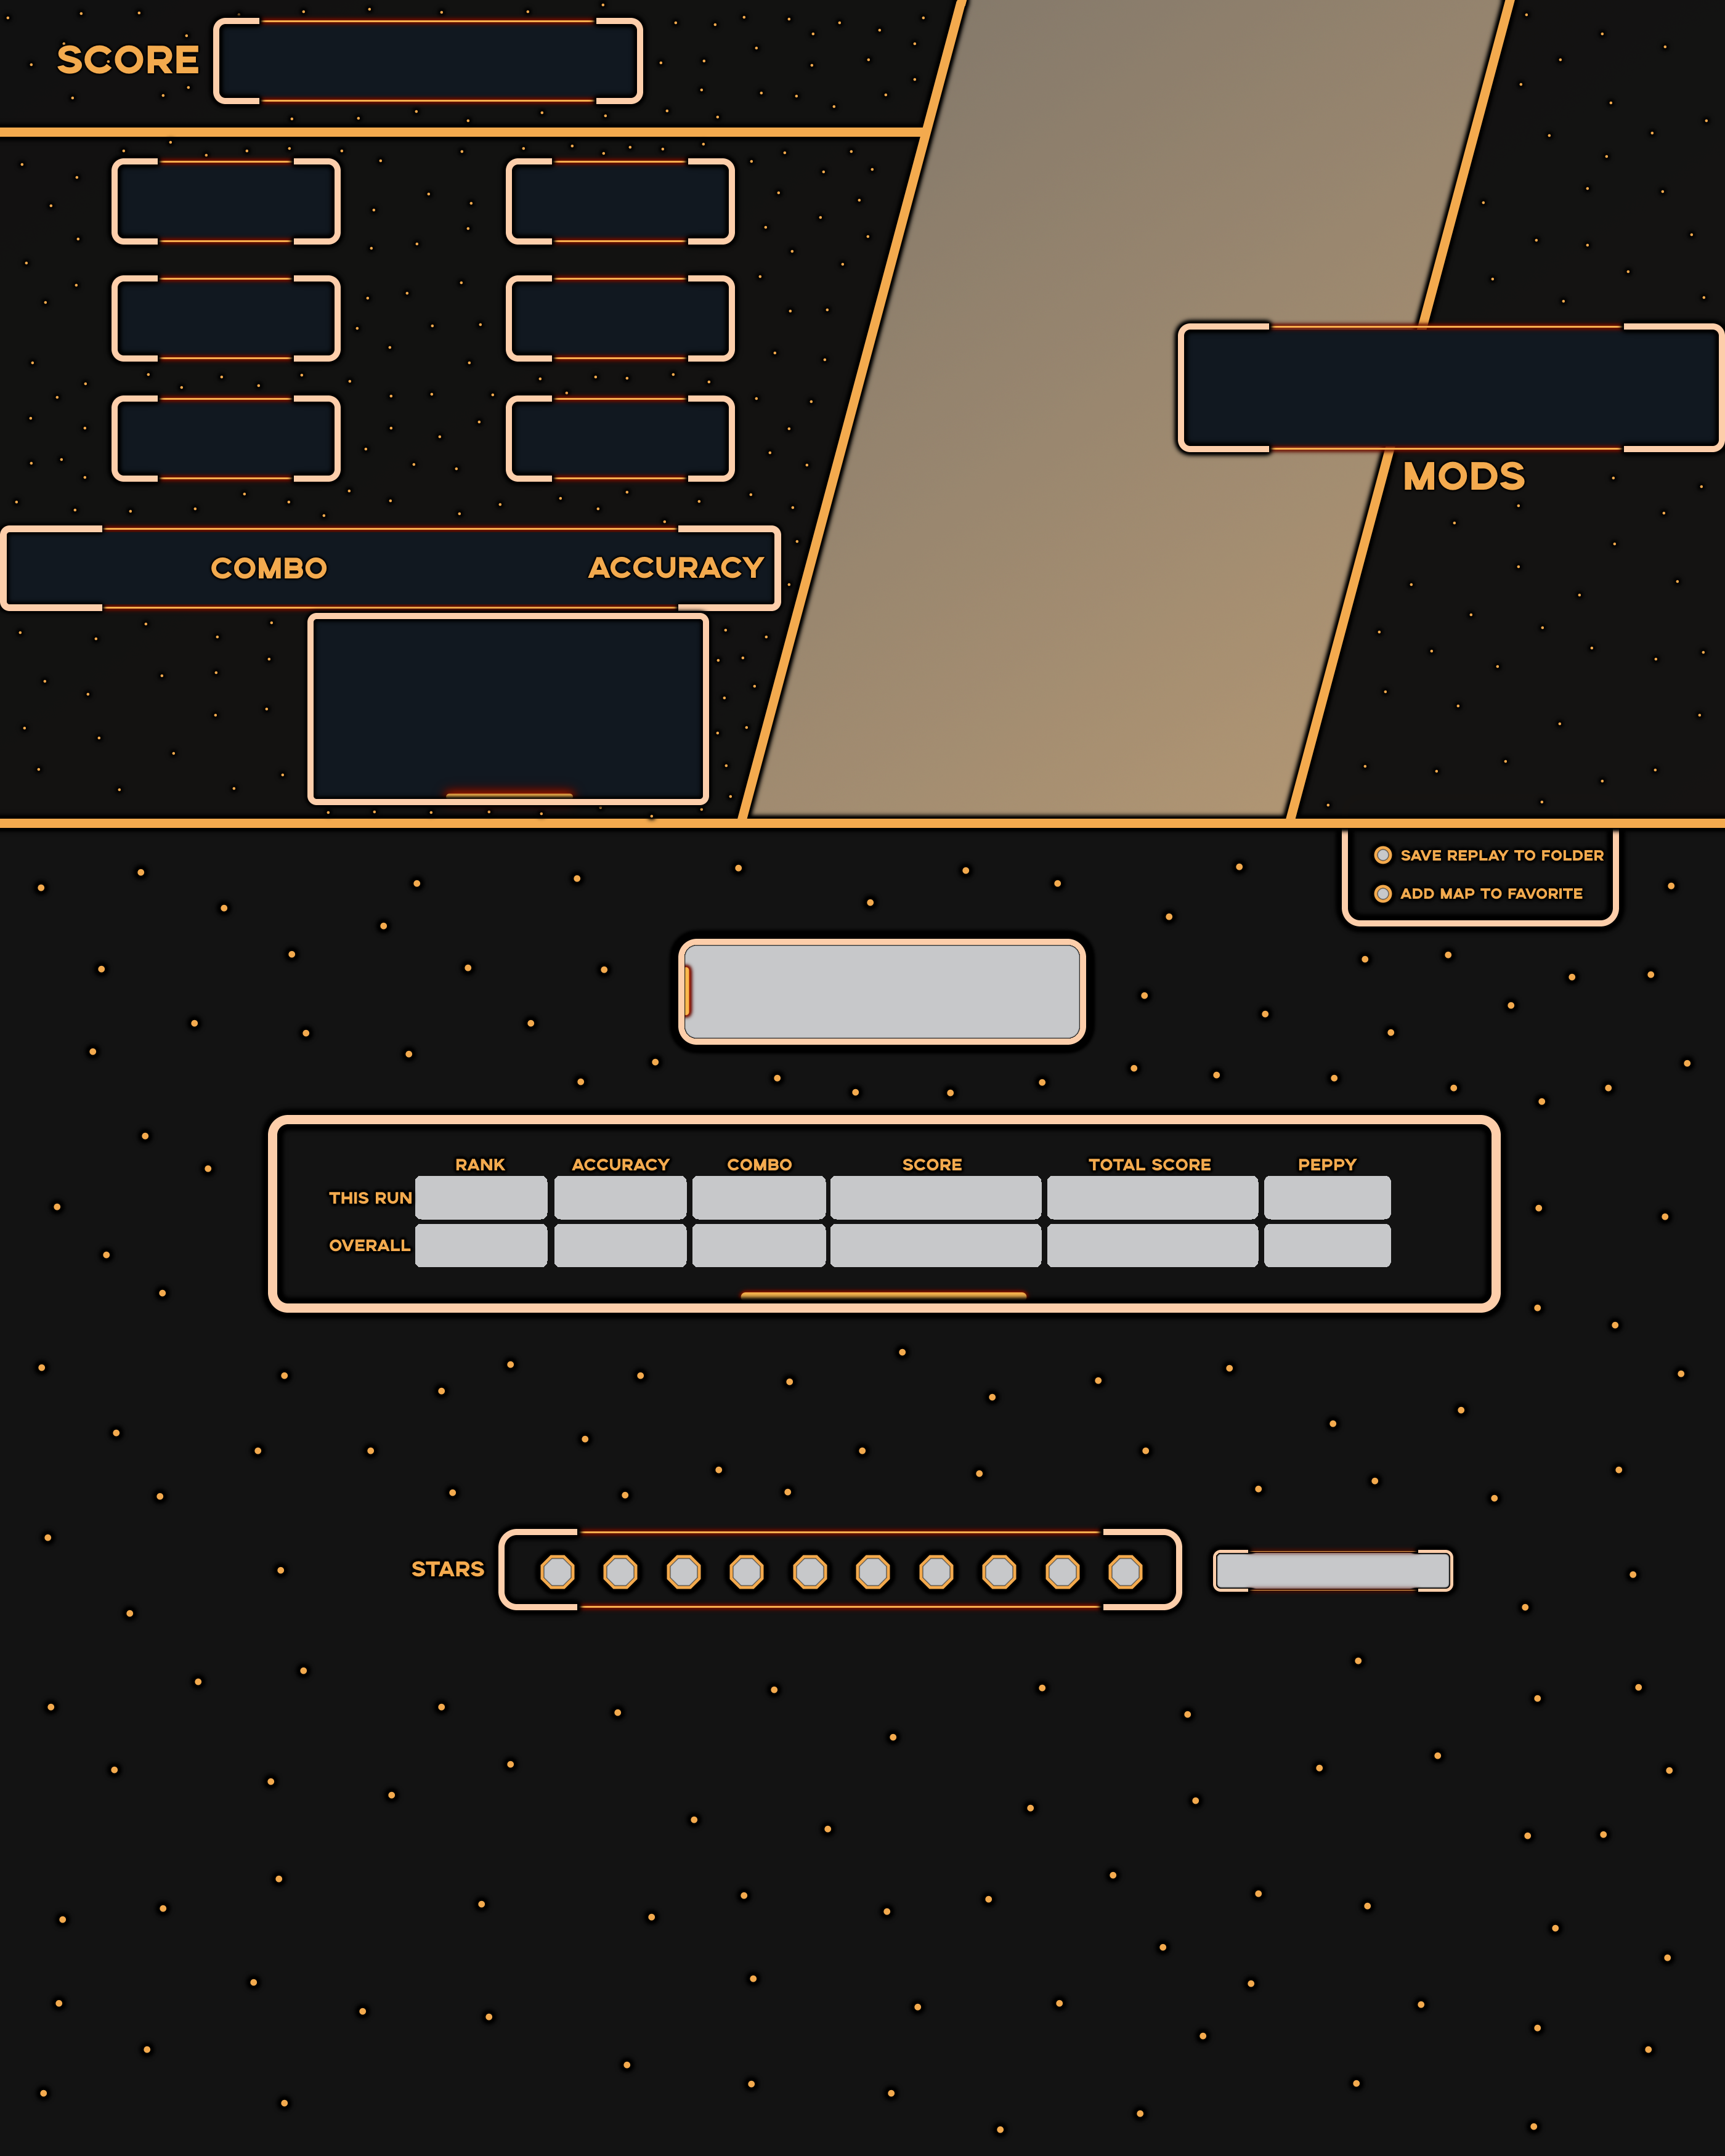 SCORE
MODS
COMBO ACCURACY
SAVE REPLAY TO FOLDER
ADD MAP TO FAVORITE
RANK ACCURACY COMBO SCORE TOTAL SCORE PEPPY
THIS RUN
OVERALL
STARS